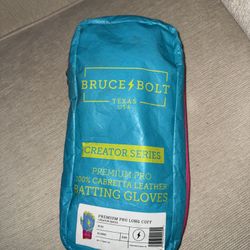 BRUCE⚡BOLT
TEXAS
USA
CREATOR SERIES
PREMIUM PRO
100% CABRETTA LEATHER
BATTING GLOVES
PREMIUM PRO LONG CUFF